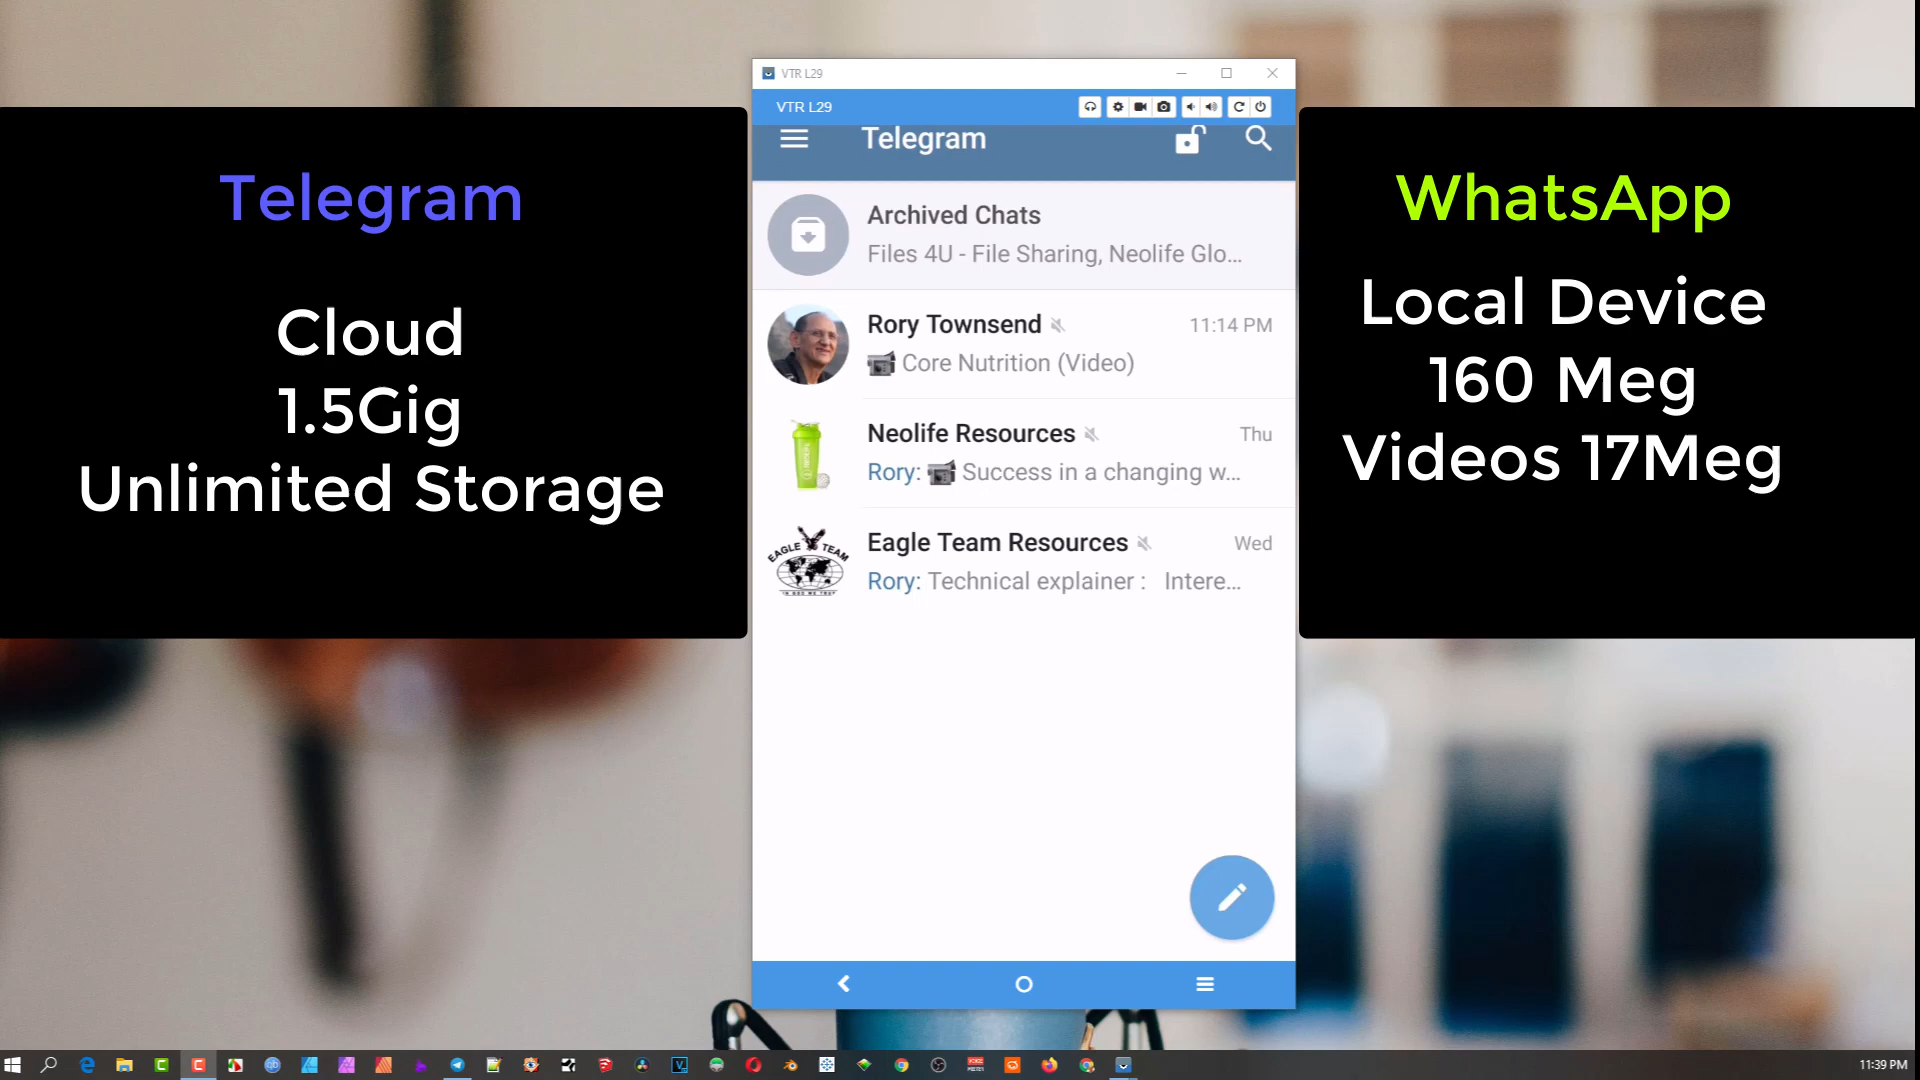 VTR L29
VTR L29
Telegram
Telegram
Cloud
1.5Gig
Unlimited Storage
Archived Chats
Files 4U - File Sharing, Neolife Glo...
Rory Townsend
11:14 PM
Core Nutrition (Video)
Neolife Resources
Thu
Rory: Success in a changing w...
EAGLE TEAM
Eagle Team Resources
Wed
Rory: Technical explainer : Intere...
WhatsApp
Local Device
160 Meg
Videos 17Meg
11:39 PM